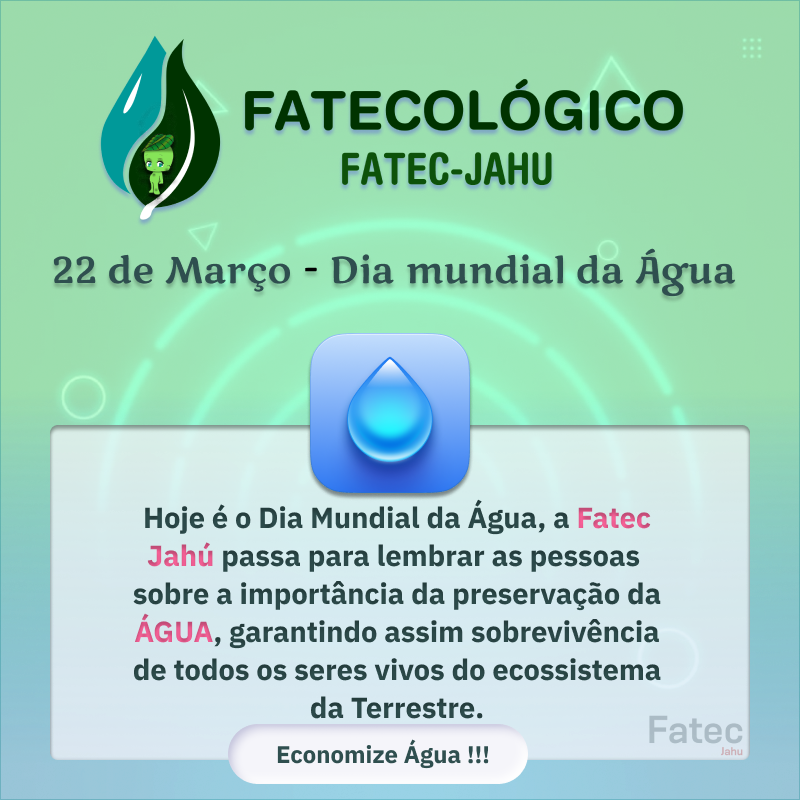 FATECOLÓGICO
FATEC-JAHU
22 de Março - Dia mundial da Água
Hoje é o Dia Mundial da Água, a Fatec
Jahú passa para lembrar as pessoas
sobre a importância da preservação da
ÁGUA, garantindo assim sobrevivência
de todos os seres vivos do ecossistema
da Terrestre.
Fatec
Jahu
Economize Água !!!